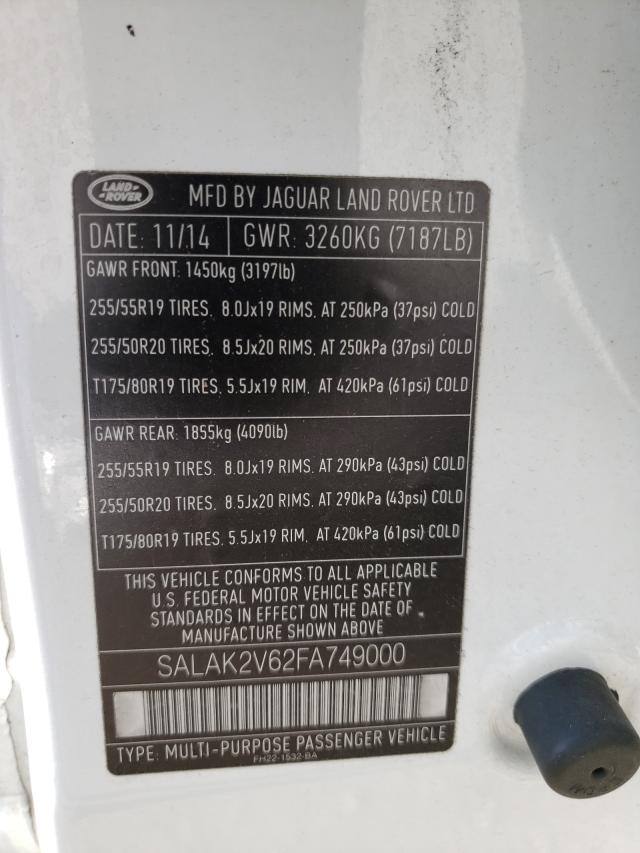 LAND
ROVER
MFD BY JAGUAR LAND ROVER LTD
DATE: 11/14 GWR: 3260KG (7187LB)
GAWR FRONT: 1450kg (3197lb)
255/55R19 TIRES, 8.0Jx19 RIMS, AT 250kPa (37psi) COLD
255/50R20 TIRES, 8.5Jx20 RIMS, AT 250kPa (37psi) COLD
T175/80R19 TIRES, 5.5Jx19 RIM, AT 420kPa (61psi) COLD
GAWR REAR: 1855kg (4090lb)
255/55R19 TIRES, 8.0Jx19 RIMS, AT 290kPa (43psi) COLD
255/50R20 TIRES, 8.5Jx20 RIMS, AT 290kPa (43psi) COLD
T175/80R19 TIRES, 5.5Jx19 RIM, AT 420kPa (61psi) COLD
THIS VEHICLE CONFORMS TO ALL APPLICABLE
U.S. FEDERAL MOTOR VEHICLE SAFETY
STANDARDS IN EFFECT ON THE DATE OF
MANUFACTURE SHOWN ABOVE
SALAK2V62FA749000
TYPE: MULTI-PURPOSE PASSENGER VEHICLE
FH22-1532-BA